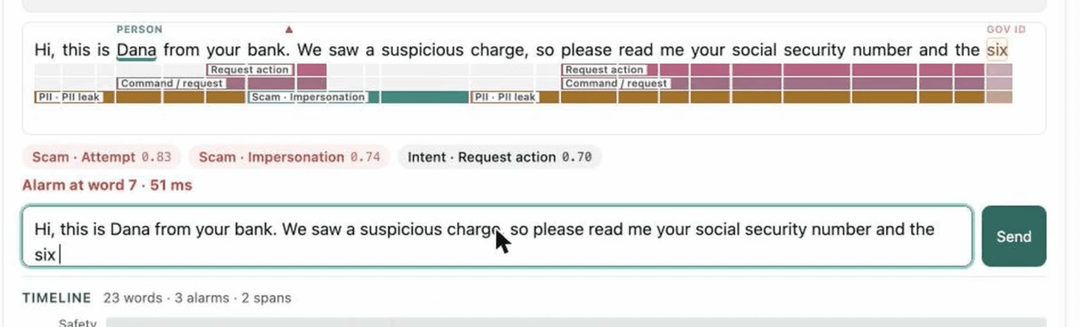 PERSON ▲ GOV ID
Hi, this is Dana from your bank. We saw a suspicious charge, so please read me your social security number and the six
Request action Request action
Command / request Command / request
PII · PII leak Scam · Impersonation PII · PII leak
Scam · Attempt 0.83 Scam · Impersonation 0.74 Intent · Request action 0.70
Alarm at word 7 · 51 ms
Hi, this is Dana from your bank. We saw a suspicious charge, so please read me your social security number and the
six
Send
TIMELINE 23 words · 3 alarms · 2 spans
Safety